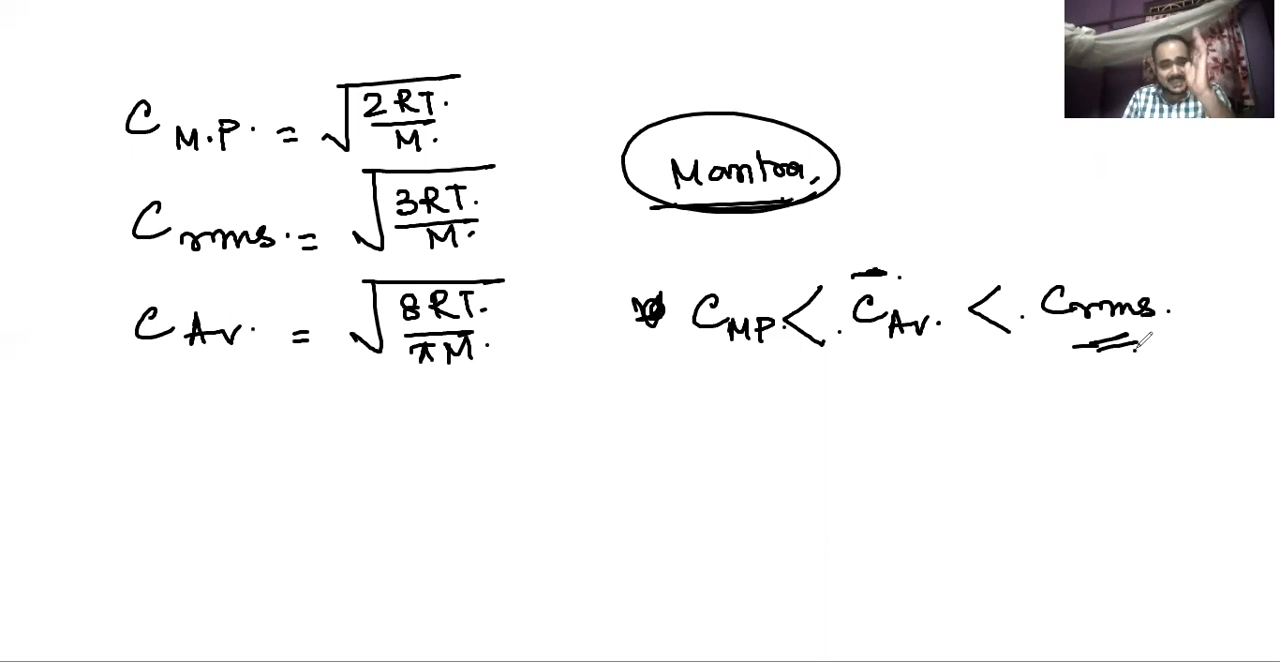 C M.P. = √(2RT/M)
C rms. = √(3RT/M)
C Av. = √(8RT/πM)
Mantra,
C MP. < C̄ Av. < C rms.